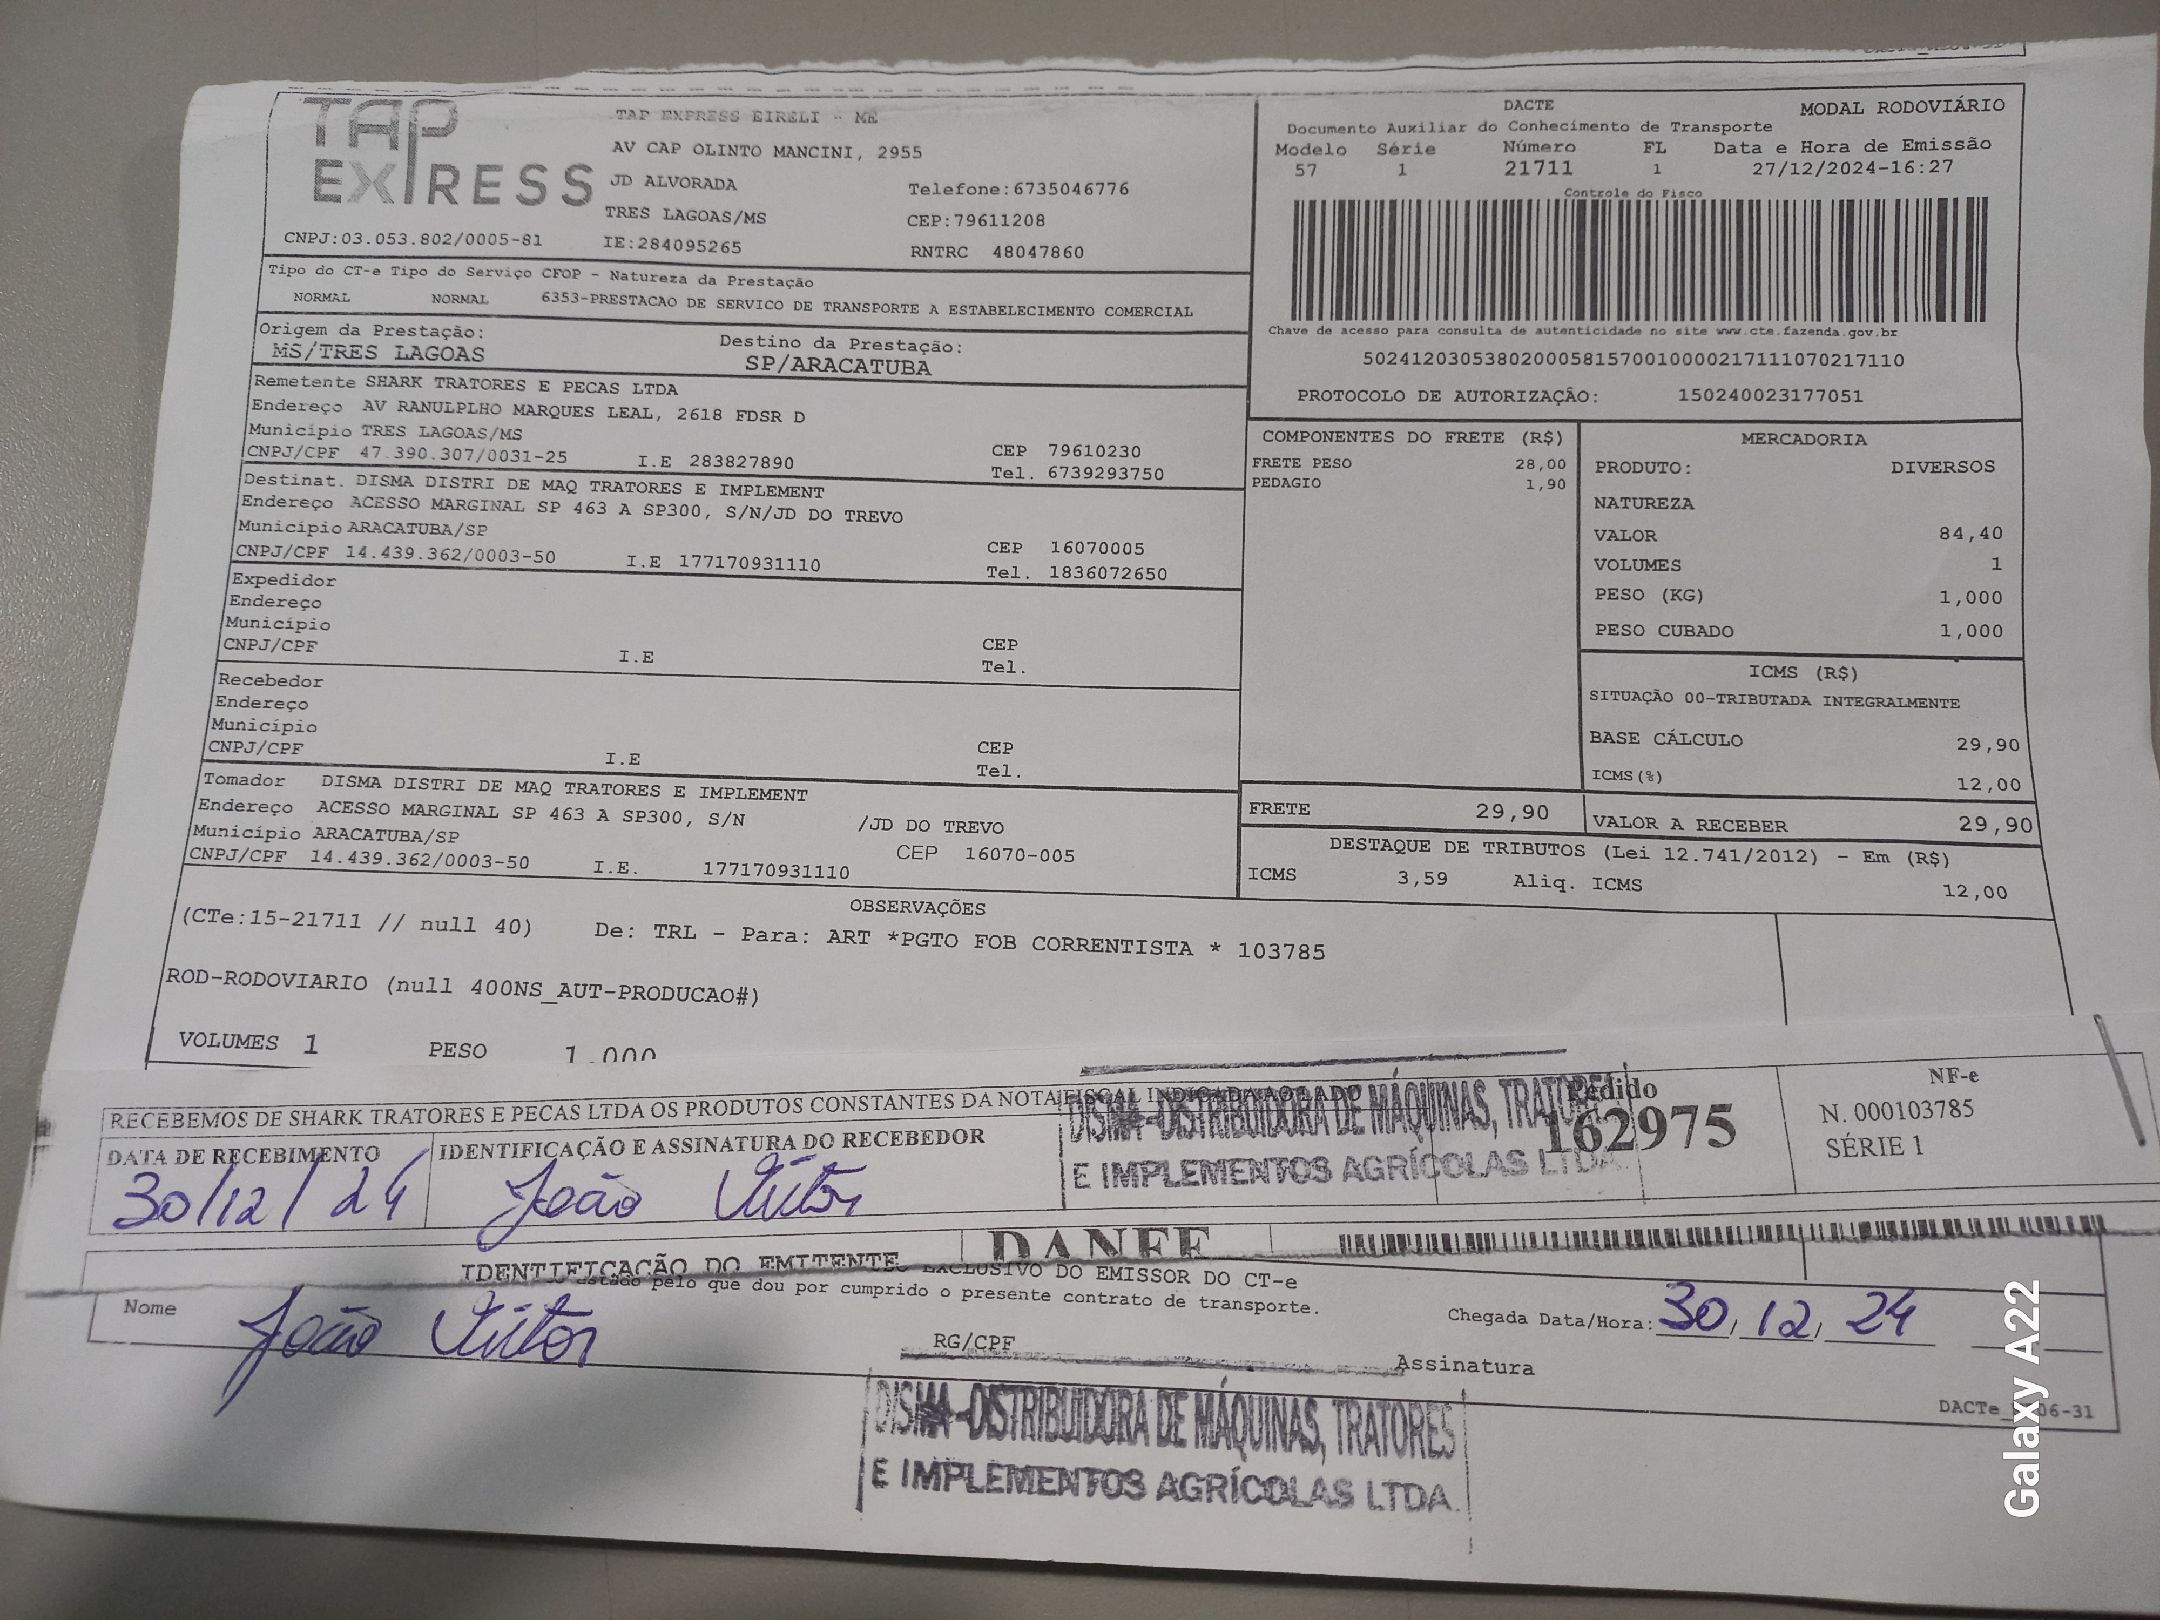 TAP EXPRESS
TAP EXPRESS EIRELI - ME
AV CAP OLINTO MANCINI, 2955
JD ALVORADA
Telefone:6735046776
TRES LAGOAS/MS
CEP:79611208
CNPJ:03.053.802/0005-81
IE:284095265
RNTRC 48047860
DACTE
MODAL RODOVIÁRIO
Documento Auxiliar do Conhecimento de Transporte
Modelo Série Número FL Data e Hora de Emissão
57 1 21711 1 27/12/2024-16:27
Controle do Fisco
Chave de acesso para consulta de autenticidade no site www.cte.fazenda.gov.br
50241203053802000581570010000217111070217110
PROTOCOLO DE AUTORIZAÇÃO: 150240023177051
Tipo do CT-e Tipo do Serviço CFOP - Natureza da Prestação
NORMAL NORMAL 6353-PRESTACAO DE SERVICO DE TRANSPORTE A ESTABELECIMENTO COMERCIAL
Origem da Prestação: Destino da Prestação:
MS/TRES LAGOAS SP/ARACATUBA
Remetente SHARK TRATORES E PECAS LTDA
Endereço AV RANULPLHO MARQUES LEAL, 2618 FDSR D
Município TRES LAGOAS/MS CEP 79610230
CNPJ/CPF 47.390.307/0031-25 I.E 283827890 Tel. 6739293750
Destinat. DISMA DISTRI DE MAQ TRATORES E IMPLEMENT
Endereço ACESSO MARGINAL SP 463 A SP300, S/N/JD DO TREVO
Município ARACATUBA/SP CEP 16070005
CNPJ/CPF 14.439.362/0003-50 I.E 177170931110 Tel. 1836072650
Expedidor
Endereço
Município
CNPJ/CPF I.E CEP
Tel.
Recebedor
Endereço
Município
CNPJ/CPF I.E CEP
Tel.
Tomador DISMA DISTRI DE MAQ TRATORES E IMPLEMENT
Endereço ACESSO MARGINAL SP 463 A SP300, S/N /JD DO TREVO
Município ARACATUBA/SP CEP 16070-005
CNPJ/CPF 14.439.362/0003-50 I.E. 177170931110
COMPONENTES DO FRETE (R$)
FRETE PESO 28,00
PEDAGIO 1,90
MERCADORIA
PRODUTO: DIVERSOS
NATUREZA
VALOR 84,40
VOLUMES 1
PESO (KG) 1,000
PESO CUBADO 1,000
ICMS (R$)
SITUAÇÃO 00-TRIBUTADA INTEGRALMENTE
BASE CÁLCULO 29,90
ICMS(%) 12,00
FRETE 29,90
VALOR A RECEBER 29,90
DESTAQUE DE TRIBUTOS (Lei 12.741/2012) - Em (R$)
ICMS 3,59 Aliq. ICMS 12,00
OBSERVAÇÕES
(CTe:15-21711 // null 40) De: TRL - Para: ART *PGTO FOB CORRENTISTA * 103785
ROD-RODOVIARIO (null 400NS_AUT-PRODUCAO#)
VOLUMES 1 PESO 1.000
RECEBEMOS DE SHARK TRATORES E PECAS LTDA OS PRODUTOS CONSTANTES DA NOTA FISCAL INDICADA AO LADO
DATA DE RECEBIMENTO IDENTIFICAÇÃO E ASSINATURA DO RECEBEDOR
30/12/24 João Vitor
DISMA-DISTRIBUIDORA DE MÁQUINAS, TRATORES
E IMPLEMENTOS AGRÍCOLAS LTDA.
Pedido
162975
NF-e
N. 000103785
SÉRIE 1
DANFE
IDENTIFICAÇÃO DO EMITENTE
EXCLUSIVO DO EMISSOR DO CT-e
estado pelo que dou por cumprido o presente contrato de transporte.
Nome João Vitor
RG/CPF
Chegada Data/Hora: 30, 12, 24
Assinatura
DISMA-DISTRIBUIDORA DE MÁQUINAS, TRATORES
E IMPLEMENTOS AGRÍCOLAS LTDA.
Galaxy A22